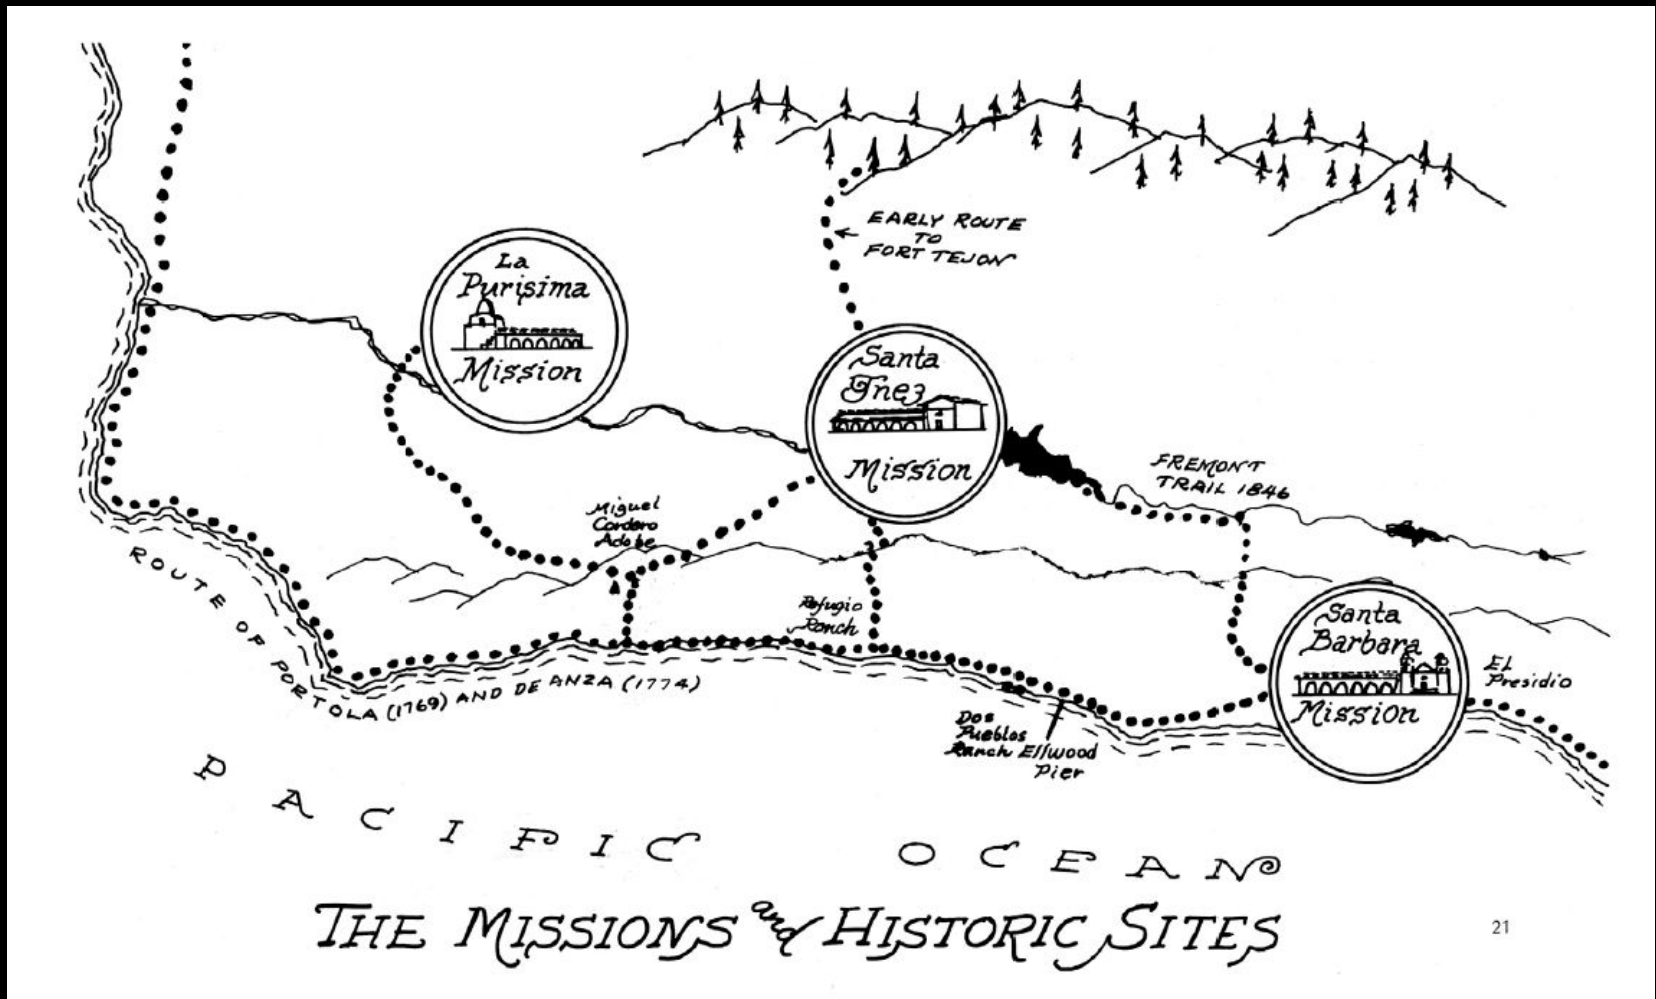 EARLY ROUTE
TO
FORT TEJON
La
Purisima
Mission
Santa
Ynez
Mission
FREMONT
TRAIL 1846
Miguel
Cordero
Adobe
Refugio
Ranch
Santa
Barbara
Mission
EL
Presidio
ROUTE OF PORTOLA (1769) AND DE ANZA (1774)
Dos
Pueblos
Ranch
Ellwood
Pier
PACIFIC OCEAN
THE MISSIONS and HISTORIC SITES
21